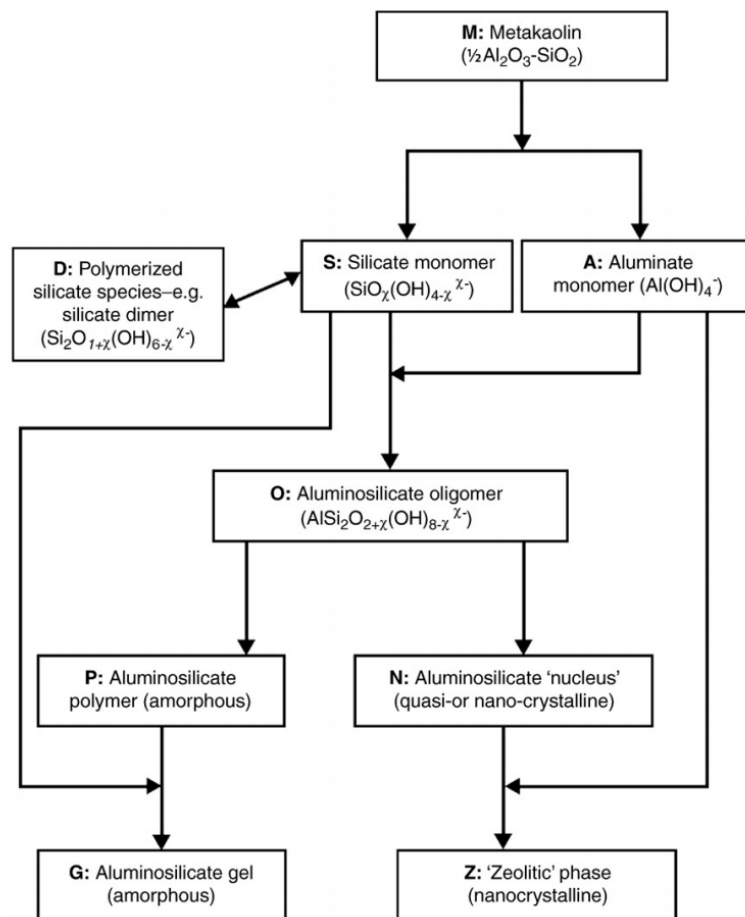 M: Metakaolin
(½Al₂O₃-SiO₂)
D: Polymerized
silicate species–e.g.
silicate dimer
(Si₂O₁₊χ(OH)₆₋χ χ-)
S: Silicate monomer
(SiOχ(OH)₄₋χ χ-)
A: Aluminate
monomer (Al(OH)₄⁻)
O: Aluminosilicate oligomer
(AlSi₂O₂₊χ(OH)₈₋χ χ-)
P: Aluminosilicate
polymer (amorphous)
N: Aluminosilicate ‘nucleus’
(quasi-or nano-crystalline)
G: Aluminosilicate gel
(amorphous)
Z: ‘Zeolitic’ phase
(nanocrystalline)